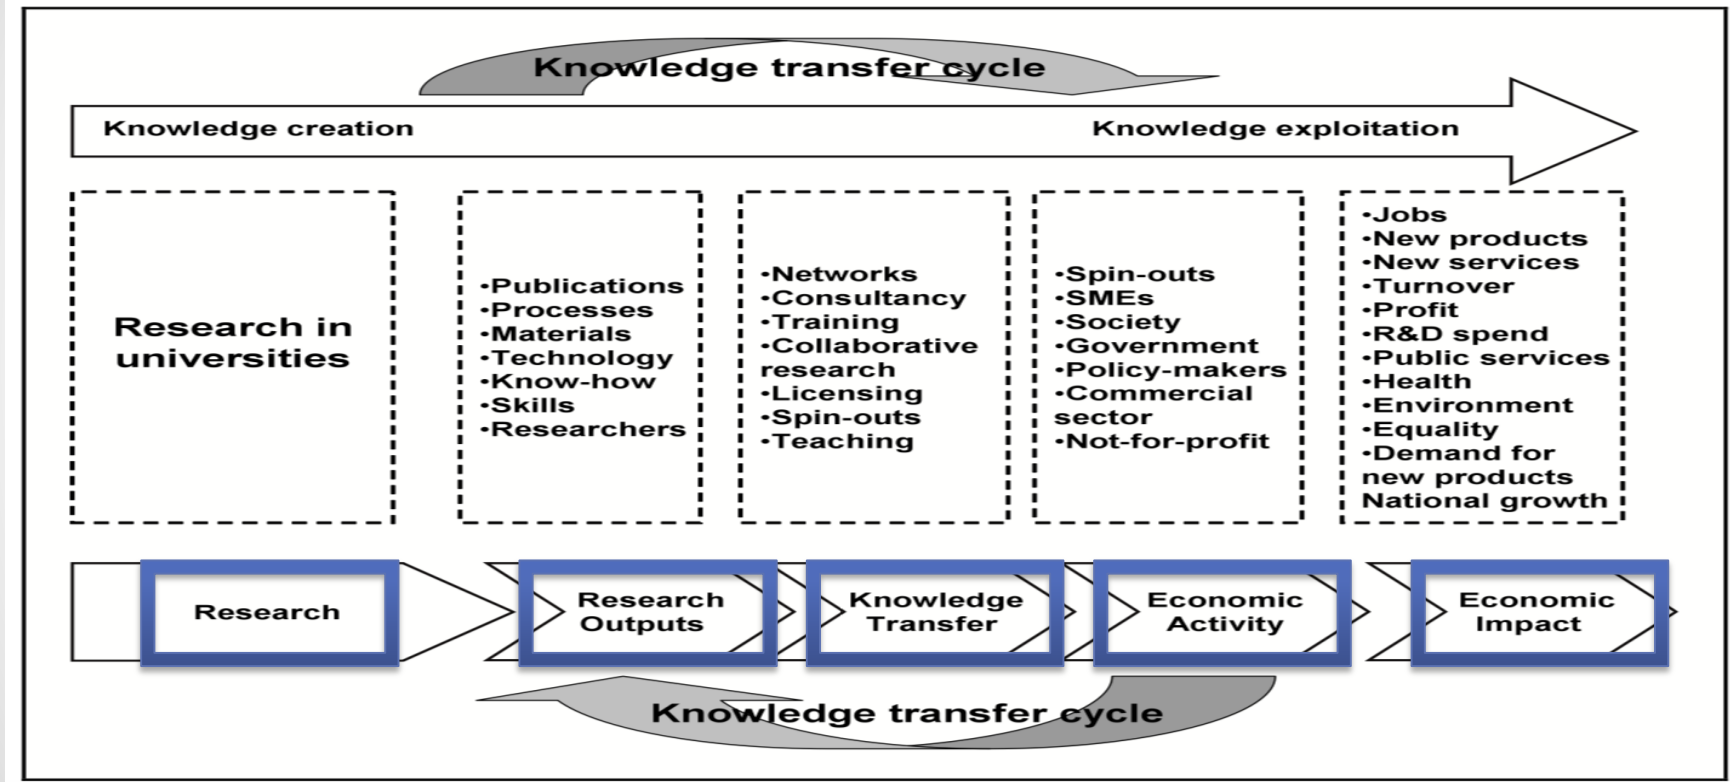 Knowledge transfer cycle
Knowledge creation
Knowledge exploitation
Research in
universities
•Publications
•Processes
•Materials
•Technology
•Know-how
•Skills
•Researchers
•Networks
•Consultancy
•Training
•Collaborative
research
•Licensing
•Spin-outs
•Teaching
•Spin-outs
•SMEs
•Society
•Government
•Policy-makers
•Commercial
sector
•Not-for-profit
•Jobs
•New products
•New services
•Turnover
•Profit
•R&D spend
•Public services
•Health
•Environment
•Equality
•Demand for
new products
National growth
Research
Research
Outputs
Knowledge
Transfer
Economic
Activity
Economic
Impact
Knowledge transfer cycle